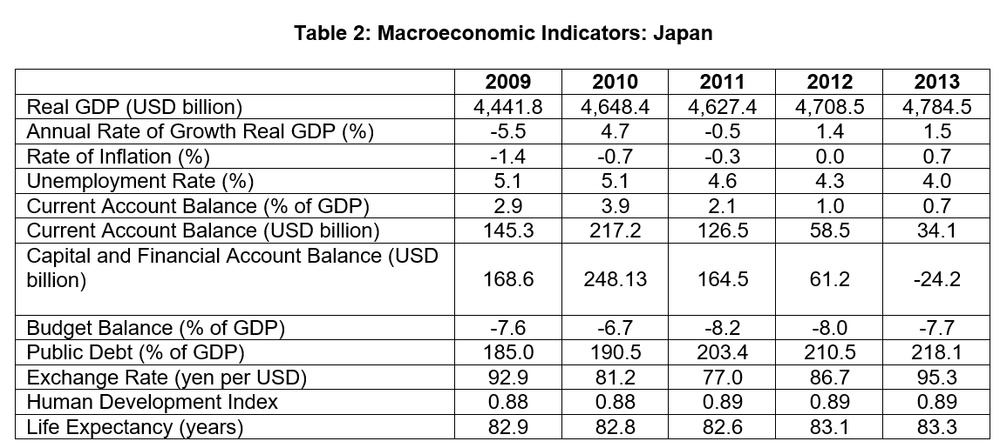 Table 2: Macroeconomic Indicators: Japan
2009 2010 2011 2012 2013
Real GDP (USD billion) 4,441.8 4,648.4 4,627.4 4,708.5 4,784.5
Annual Rate of Growth Real GDP (%) -5.5 4.7 -0.5 1.4 1.5
Rate of Inflation (%) -1.4 -0.7 -0.3 0.0 0.7
Unemployment Rate (%) 5.1 5.1 4.6 4.3 4.0
Current Account Balance (% of GDP) 2.9 3.9 2.1 1.0 0.7
Current Account Balance (USD billion) 145.3 217.2 126.5 58.5 34.1
Capital and Financial Account Balance (USD
billion) 168.6 248.13 164.5 61.2 -24.2
Budget Balance (% of GDP) -7.6 -6.7 -8.2 -8.0 -7.7
Public Debt (% of GDP) 185.0 190.5 203.4 210.5 218.1
Exchange Rate (yen per USD) 92.9 81.2 77.0 86.7 95.3
Human Development Index 0.88 0.88 0.89 0.89 0.89
Life Expectancy (years) 82.9 82.8 82.6 83.1 83.3